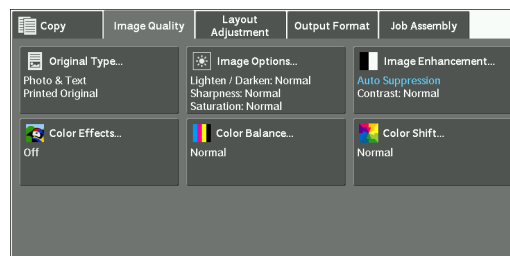 Copy
Image Quality
Layout
Adjustment
Output Format
Job Assembly
Original Type...
Photo & Text
Printed Original
Image Options...
Lighten / Darken: Normal
Sharpness: Normal
Saturation: Normal
Image Enhancement...
Auto Suppression
Contrast: Normal
Color Effects...
Off
Color Balance...
Normal
Color Shift...
Normal